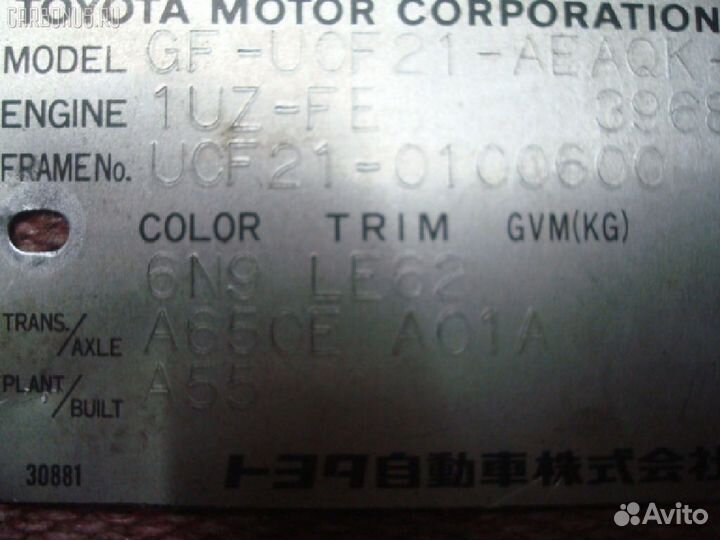 CARBONO5.RU
TOYOTA MOTOR CORPORATION
MODEL GF-UCF21-AEAQK-
ENGINE 1UZ-FE 3968
FRAME No. UCF21-0100600
COLOR TRIM GVM(KG)
6N9 LE62
TRANS./AXLE A650E A01A
PLANT/BUILT A55
トヨタ自動車株式会社
30881
Avito